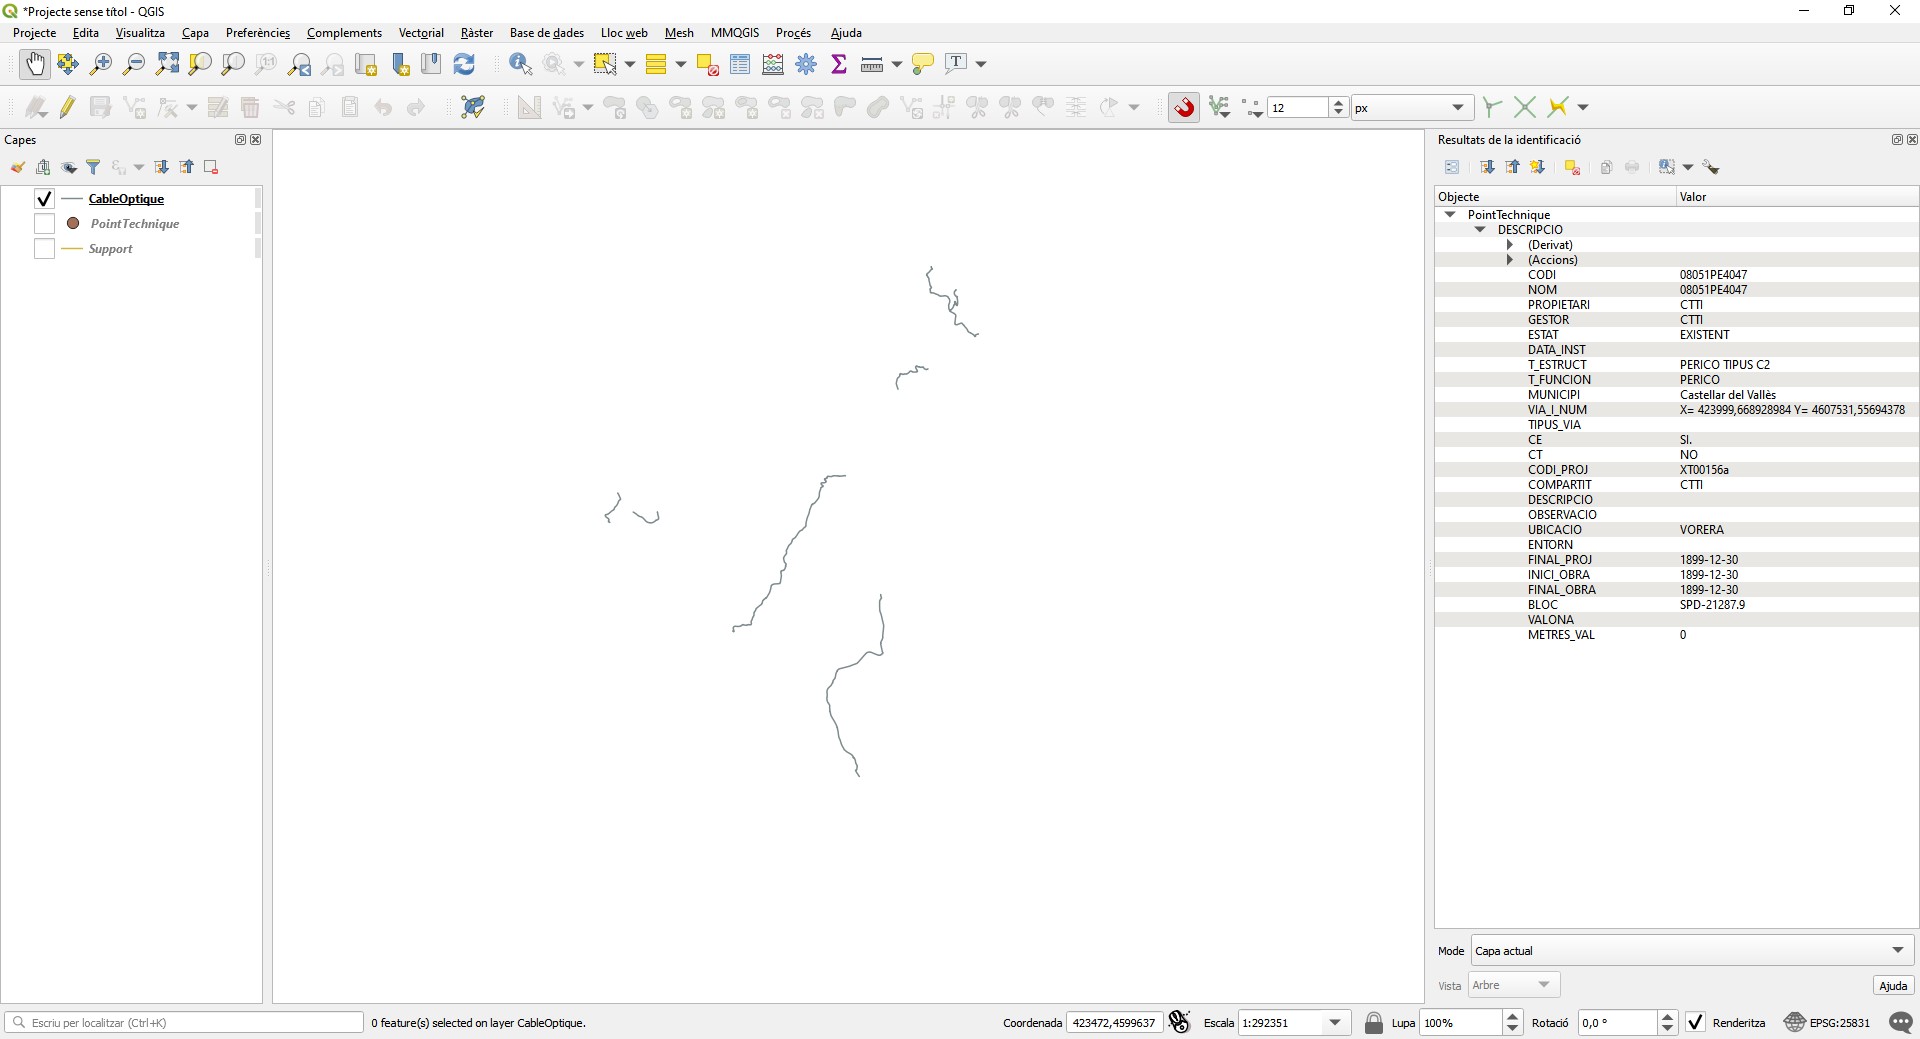 *Projecte sense títol - QGIS
Projecte Edita Visualitza Capa Preferències Complements Vectorial Ràster Base de dades Lloc web Mesh MMQGIS Procés Ajuda
12 px
Capes
CableOptique
PointTechnique
Support
Resultats de la identificació
Objecte Valor
PointTechnique
DESCRIPCIO
(Derivat)
(Accions)
CODI 08051PE4047
NOM 08051PE4047
PROPIETARI CTTI
GESTOR CTTI
ESTAT EXISTENT
DATA_INST
T_ESTRUCT PERICO TIPUS C2
T_FUNCION PERICO
MUNICIPI Castellar del Vallès
VIA_I_NUM X= 423999,668928984 Y= 4607531,55694378
TIPUS_VIA
CE SI.
CT NO
CODI_PROJ XT00156a
COMPARTIT CTTI
DESCRIPCIO
OBSERVACIO
UBICACIO VORERA
ENTORN
FINAL_PROJ 1899-12-30
INICI_OBRA 1899-12-30
FINAL_OBRA 1899-12-30
BLOC SPD-21287.9
VALONA
METRES_VAL 0
Mode Capa actual
Vista Arbre Ajuda
Escriu per localitzar (Ctrl+K) 0 feature(s) selected on layer CableOptique. Coordenada 423472,4599637 Escala 1:292351 Lupa 100% Rotació 0,0 ° Renderitza EPSG:25831